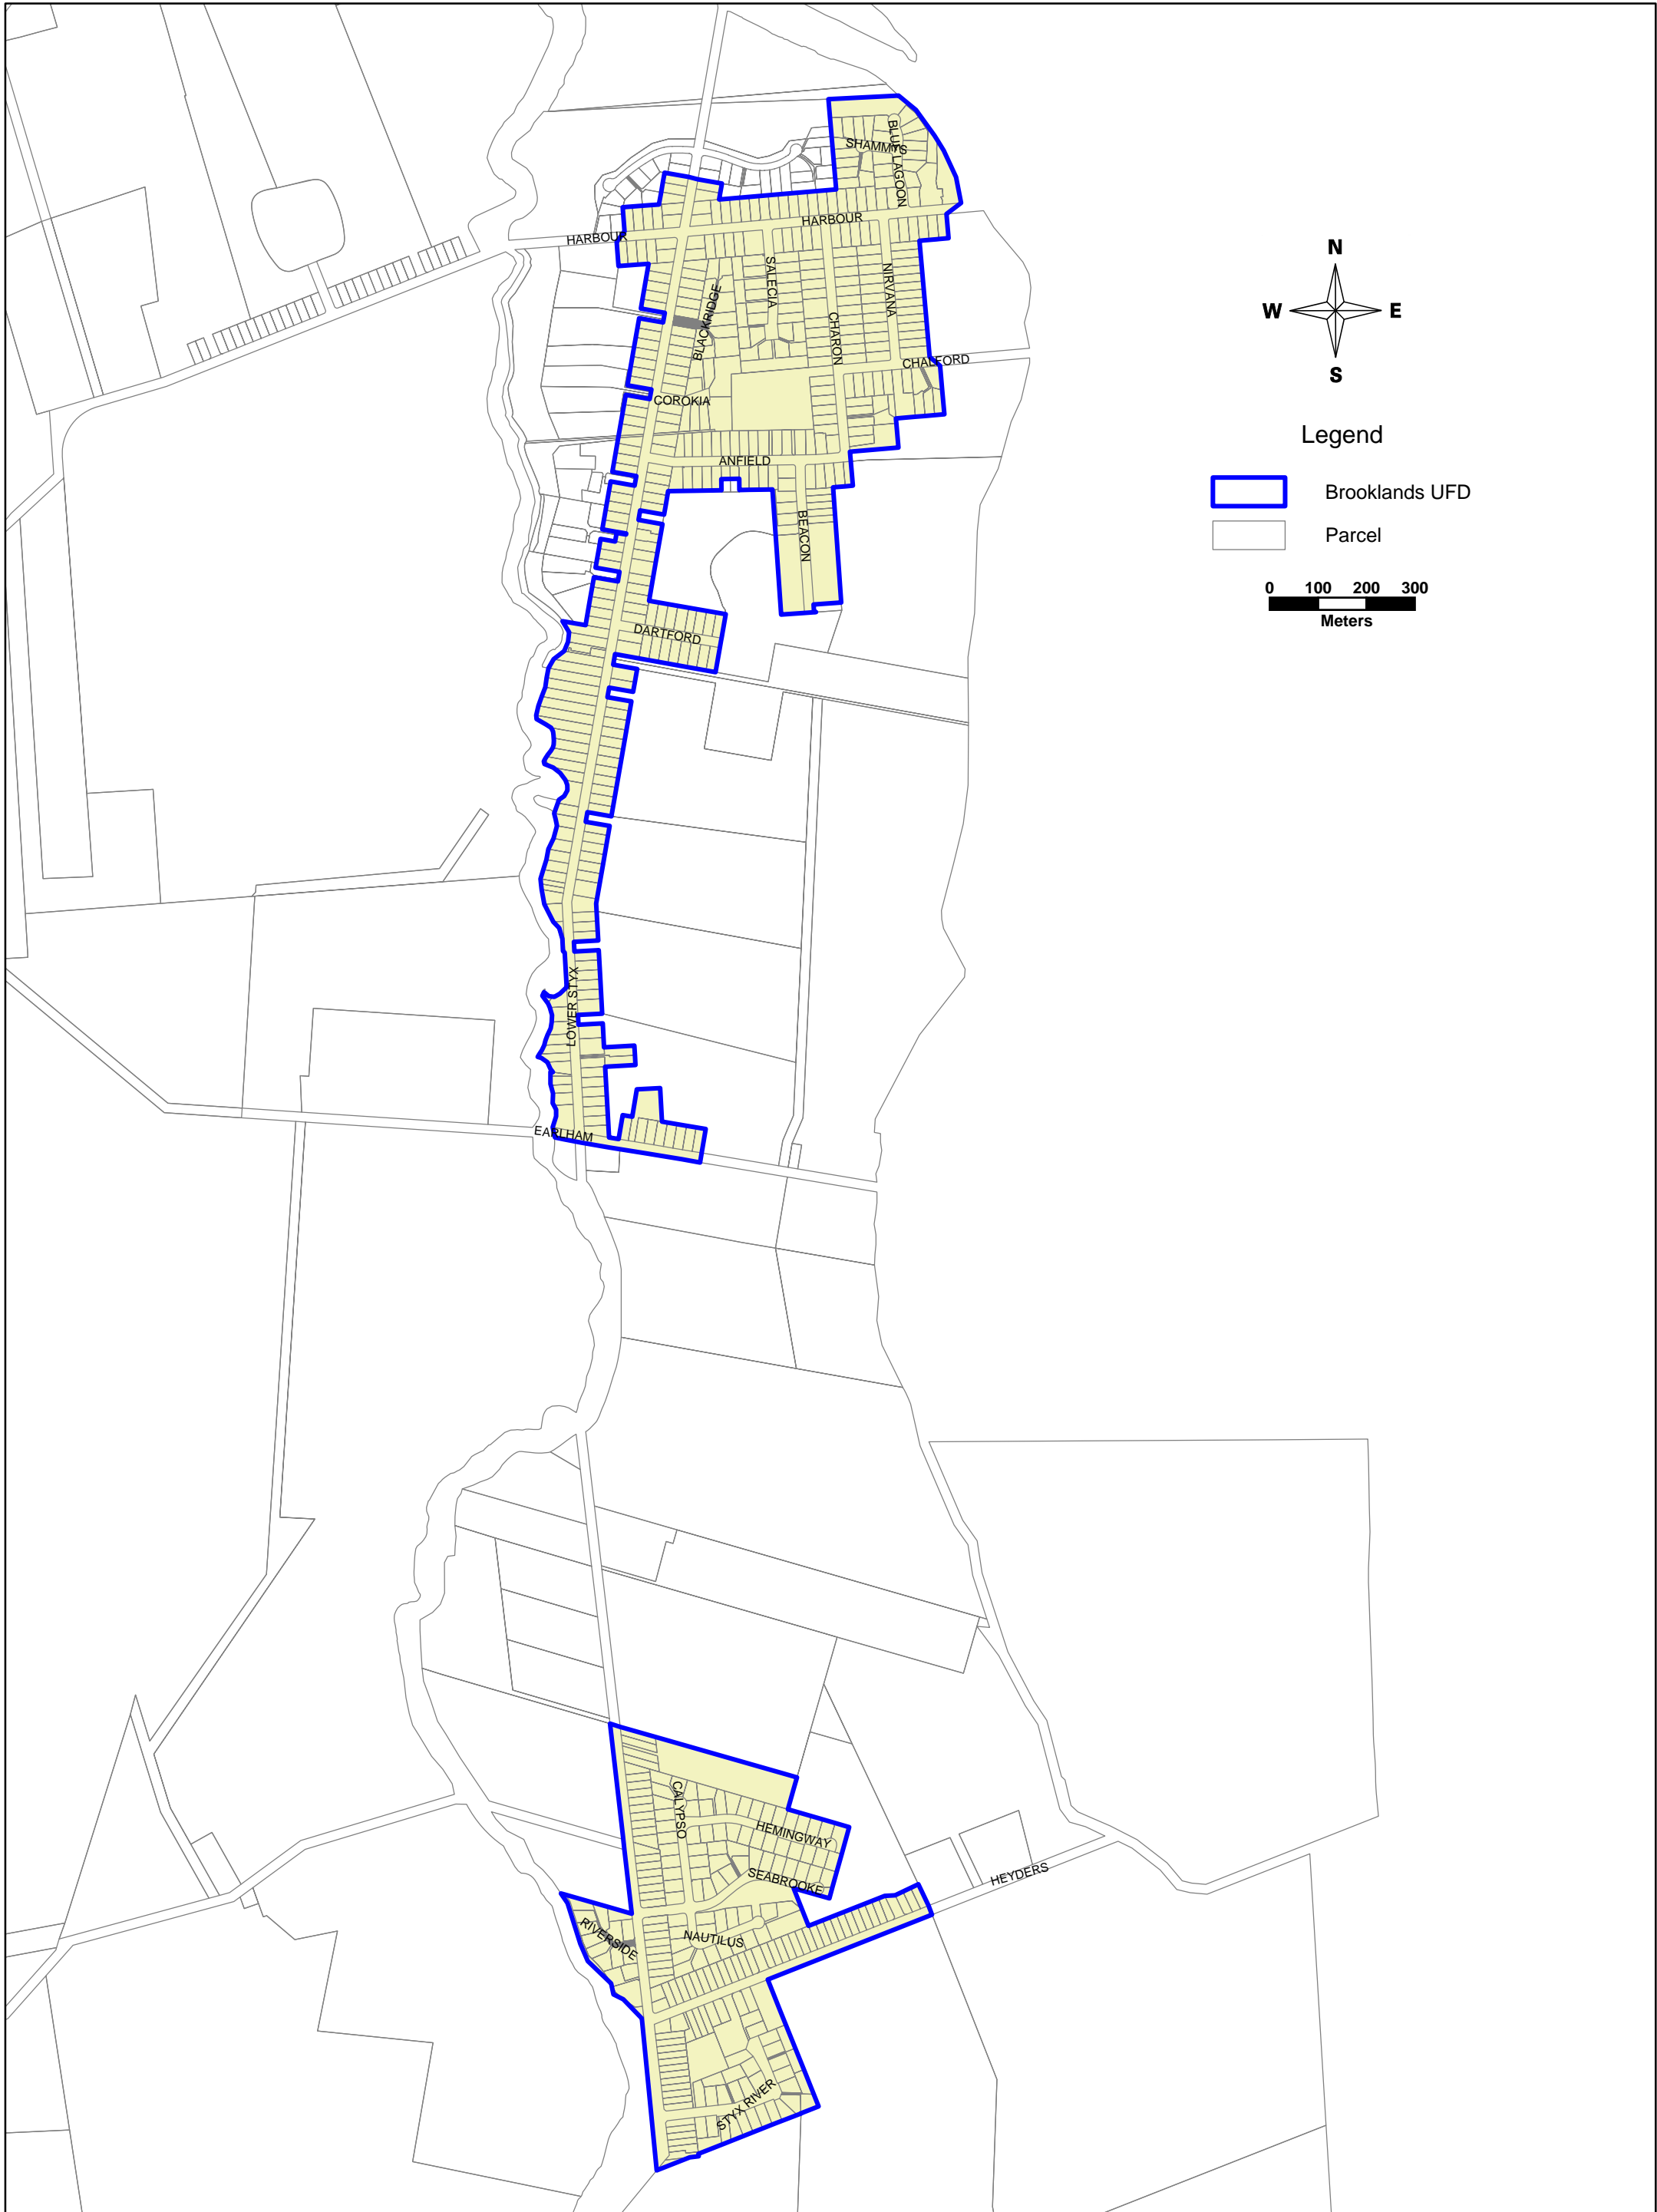 SHAMMYS
BLUE LAGOON
HARBOUR
HARBOUR
SALECIA
NIRVANA
BLACKRIDGE
CHARON
CHALFORD
COROKIA
ANFIELD
BEACON
DARTFORD
LOWER STYX
EARLHAM
CALYPSO
HEMINGWAY
SEABROOKE
HEYDERS
RIVERSIDE
NAUTILUS
STYX RIVER
N
W E
S
Legend
Brooklands UFD
Parcel
0 100 200 300
Meters